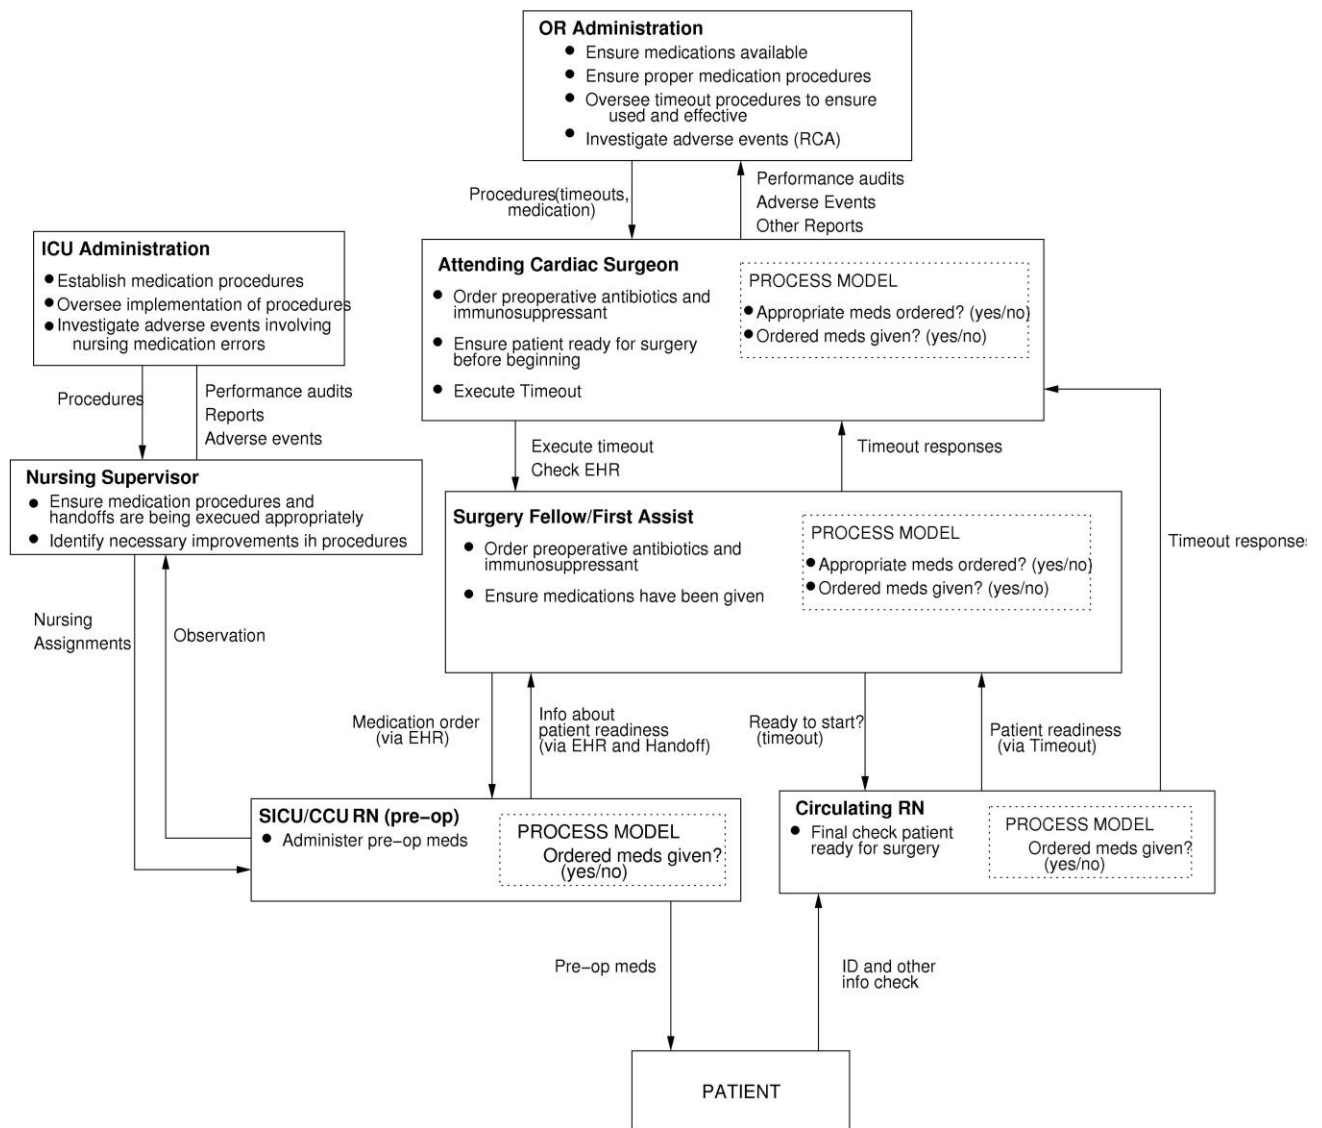 OR Administration
● Ensure medications available
● Ensure proper medication procedures
● Oversee timeout procedures to ensure
used and effective
● Investigate adverse events (RCA)
Procedures(timeouts,
medication)
Performance audits
Adverse Events
Other Reports
ICU Administration
● Establish medication procedures
● Oversee implementation of procedures
● Investigate adverse events involving
nursing medication errors
Procedures
Performance audits
Reports
Adverse events
Attending Cardiac Surgeon
● Order preoperative antibiotics and
immunosuppressant
● Ensure patient ready for surgery
before beginning
● Execute Timeout
PROCESS MODEL
● Appropriate meds ordered? (yes/no)
● Ordered meds given? (yes/no)
Execute timeout
Check EHR
Timeout responses
Nursing Supervisor
● Ensure medication procedures and
handoffs are being execued appropriately
● Identify necessary improvements ih procedures
Surgery Fellow/First Assist
● Order preoperative antibiotics and
immunosuppressant
● Ensure medications have been given
PROCESS MODEL
● Appropriate meds ordered? (yes/no)
● Ordered meds given? (yes/no)
Timeout responses
Nursing
Assignments
Observation
Medication order
(via EHR)
Info about
patient readiness
(via EHR and Handoff)
Ready to start?
(timeout)
Patient readiness
(via Timeout)
SICU/CCU RN (pre−op)
● Administer pre−op meds
PROCESS MODEL
Ordered meds given?
(yes/no)
Circulating RN
● Final check patient
ready for surgery
PROCESS MODEL
Ordered meds given?
(yes/no)
Pre−op meds
ID and other
info check
PATIENT